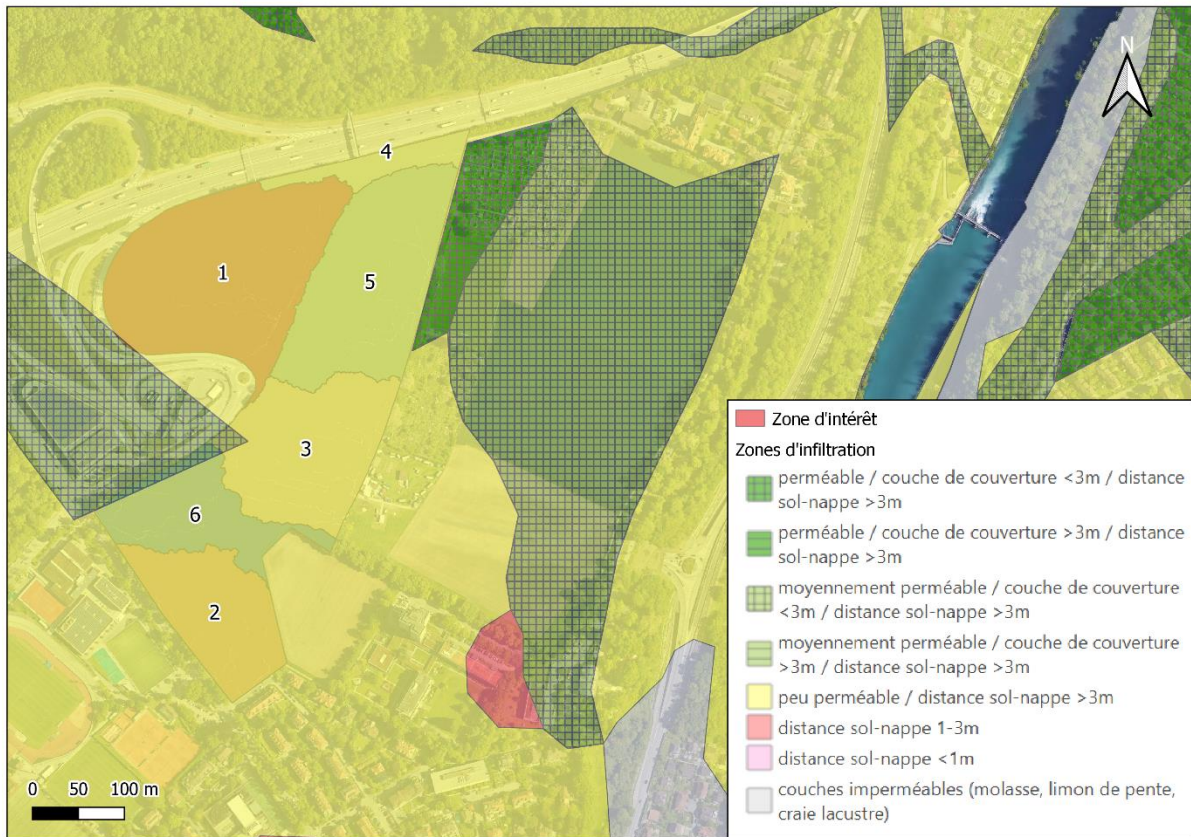 N
4
1
5
3
6
2
0 50 100 m
Zone d'intérêt
Zones d'infiltration
perméable / couche de couverture <3m / distance
sol-nappe >3m
perméable / couche de couverture >3m / distance
sol-nappe >3m
moyennement perméable / couche de couverture
<3m / distance sol-nappe >3m
moyennement perméable / couche de couverture
>3m / distance sol-nappe >3m
peu perméable / distance sol-nappe >3m
distance sol-nappe 1-3m
distance sol-nappe <1m
couches imperméables (molasse, limon de pente,
craie lacustre)